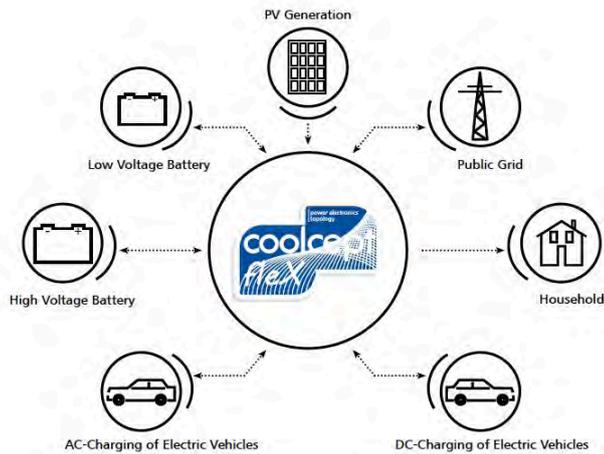 PV Generation
Low Voltage Battery
Public Grid
power electronics
topology
coolcept
fleX
High Voltage Battery
Household
AC-Charging of Electric Vehicles
DC-Charging of Electric Vehicles